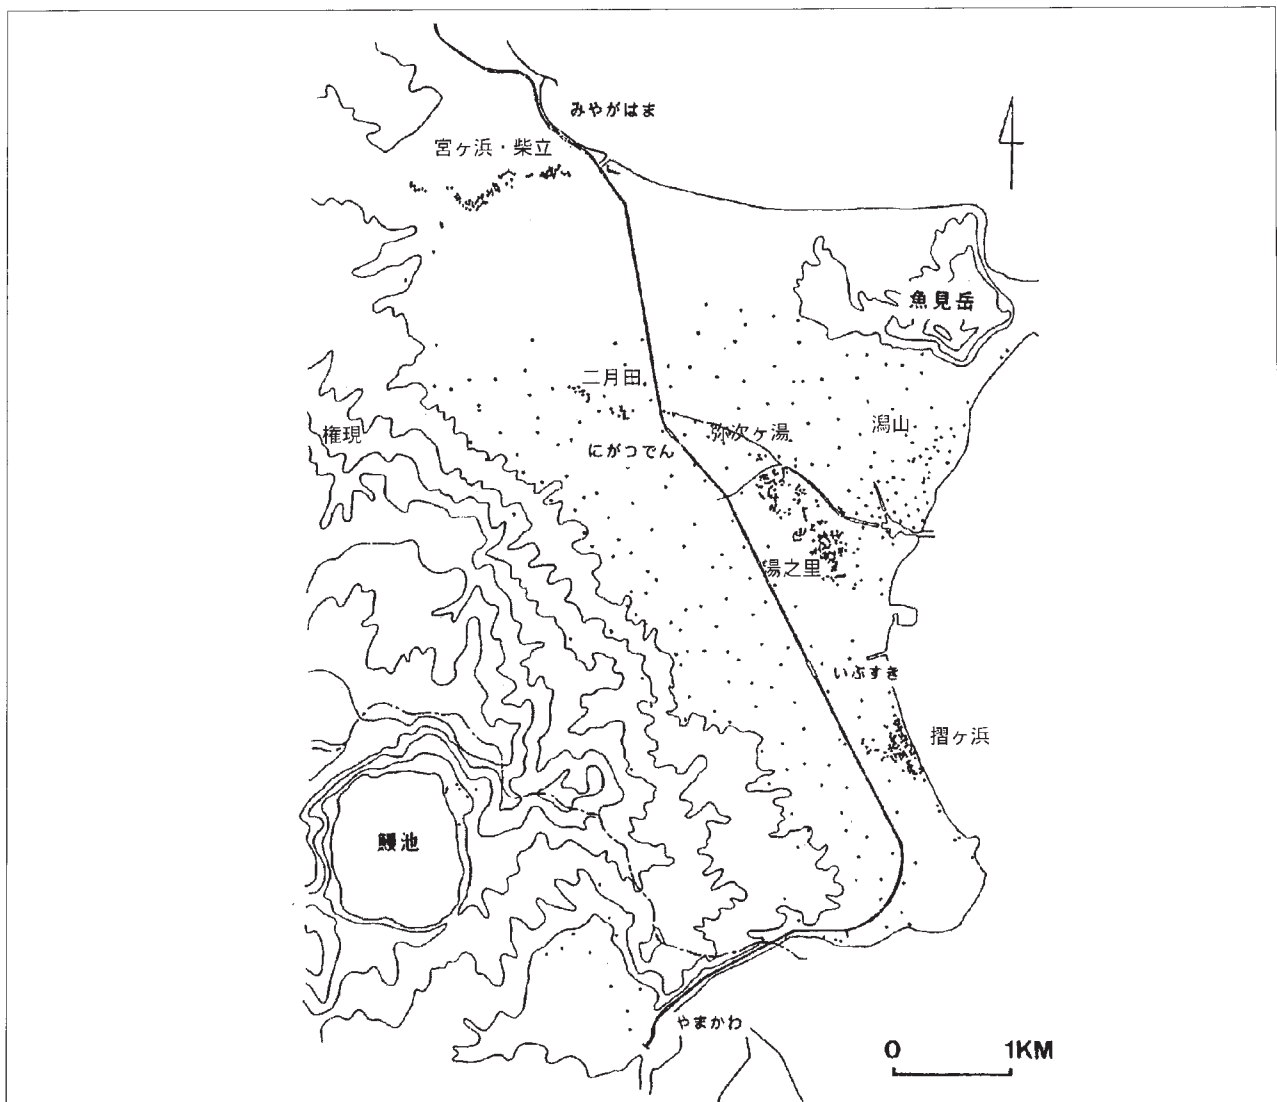 みやがはま
宮ヶ浜・柴立
魚見岳
二月田
権現
弥次ヶ湯
潟山
にがつでん
湯之里
いぶすき
摺ヶ浜
鰻池
やまかわ
0 1KM